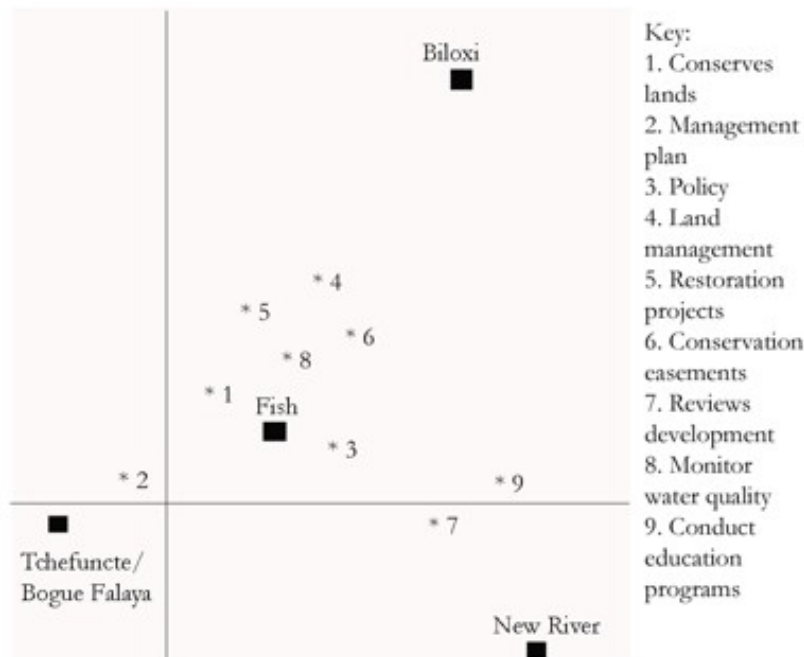 Biloxi
* 4
* 5
* 6
* 8
* 1
Fish
* 3
* 2
* 9
* 7
Tchefuncte/
Bogue Falaya
New River
Key:
1. Conserves
lands
2. Management
plan
3. Policy
4. Land
management
5. Restoration
projects
6. Conservation
easements
7. Reviews
development
8. Monitor
water quality
9. Conduct
education
programs